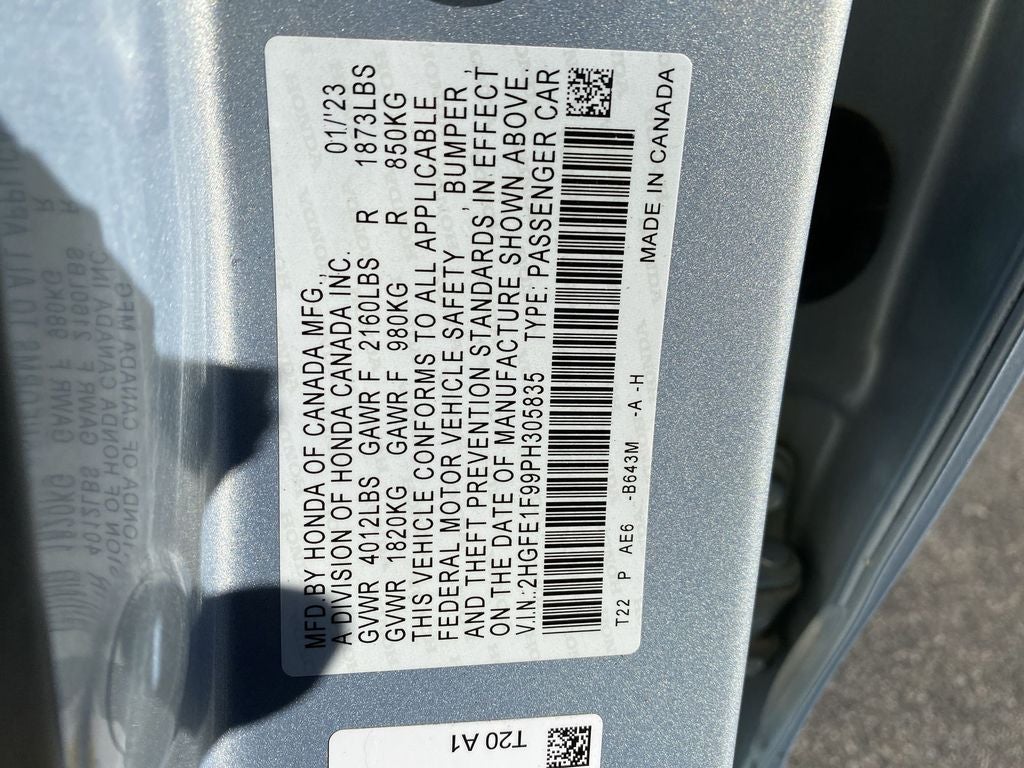 MFD.BY HONDA OF CANADA MFG., 01/'23
A DIVISION OF HONDA CANADA INC.
GVWR 4012LBS GAWR F 2160LBS R 1873LBS
GVWR 1820KG GAWR F 980KG R 850KG
THIS VEHICLE CONFORMS TO ALL APPLICABLE
FEDERAL MOTOR VEHICLE SAFETY, BUMPER,
AND THEFT PREVENTION STANDARDS IN EFFECT
ON THE DATE OF MANUFACTURE SHOWN ABOVE.
V.I.N.:2HGFE1F99PH305835 TYPE: PASSENGER CAR
T22 P AE6 -B643M -A -H
MADE IN CANADA
T20 A1